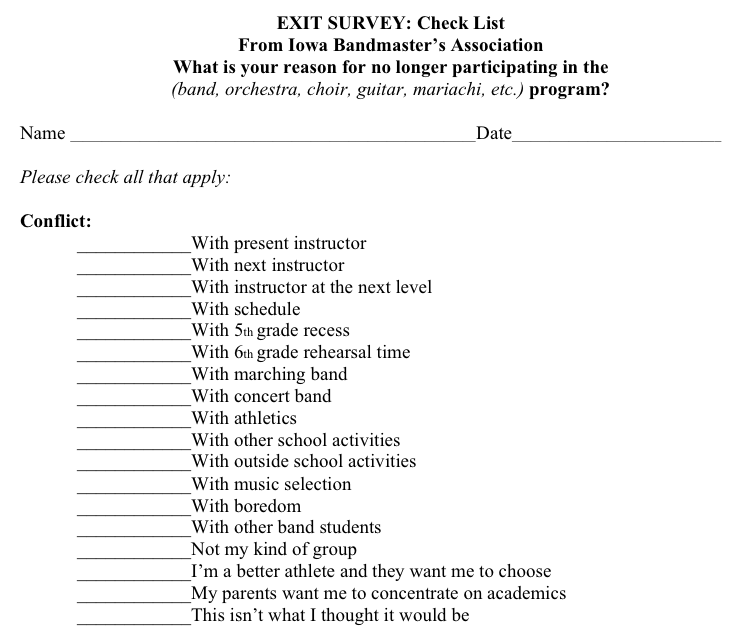 EXIT SURVEY: Check List
From Iowa Bandmaster's Association
What is your reason for no longer participating in the
(band, orchestra, choir, guitar, mariachi, etc.) program?
Name ____________________________________________Date______________________
Please check all that apply:
Conflict:
____________With present instructor
____________With next instructor
____________With instructor at the next level
____________With schedule
____________With 5th grade recess
____________With 6th grade rehearsal time
____________With marching band
____________With concert band
____________With athletics
____________With other school activities
____________With outside school activities
____________With music selection
____________With boredom
____________With other band students
____________Not my kind of group
____________I'm a better athlete and they want me to choose
____________My parents want me to concentrate on academics
____________This isn't what I thought it would be